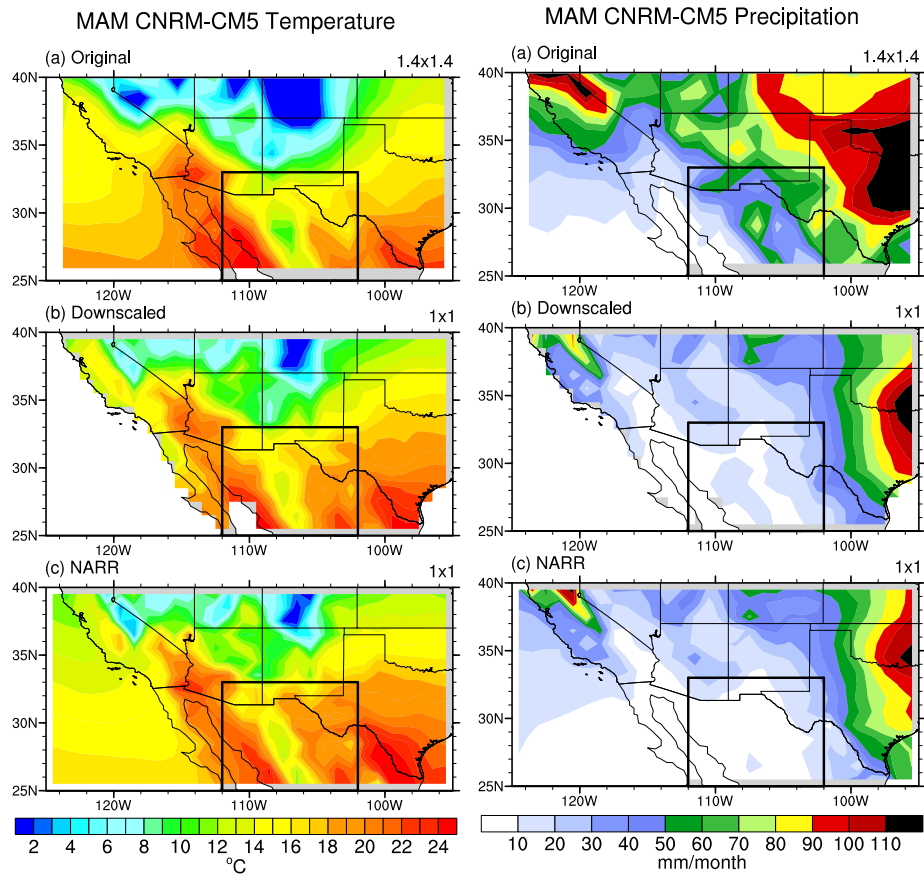 MAM CNRM-CM5 Temperature
(a) Original 1.4x1.4
40N
35N
30N
25N
120W 110W 100W
(b) Downscaled 1x1
40N
35N
30N
25N
120W 110W 100W
(c) NARR 1x1
40N
35N
30N
25N
120W 110W 100W
2 4 6 8 10 12 14 16 18 20 22 24
°C
MAM CNRM-CM5 Precipitation
(a) Original 1.4x1.4
40N
35N
30N
25N
120W 110W 100W
(b) Downscaled 1x1
40N
35N
30N
25N
120W 110W 100W
(c) NARR 1x1
40N
35N
30N
25N
120W 110W 100W
10 20 30 40 50 60 70 80 90 100 110
mm/month